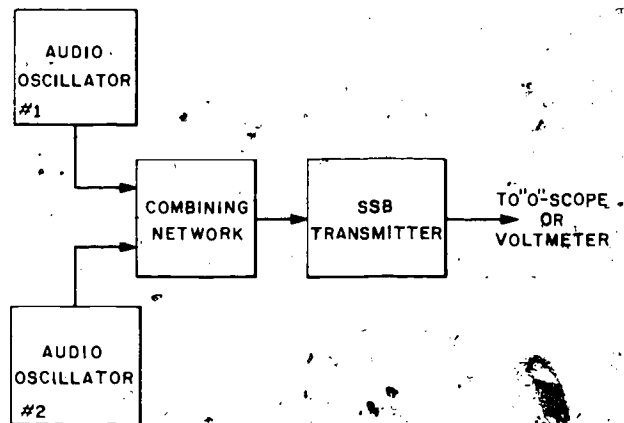 AUDIO
OSCILLATOR
#1
COMBINING
NETWORK
SSB
TRANSMITTER
TO "O"-SCOPE
OR
VOLTMETER
AUDIO
OSCILLATOR
#2